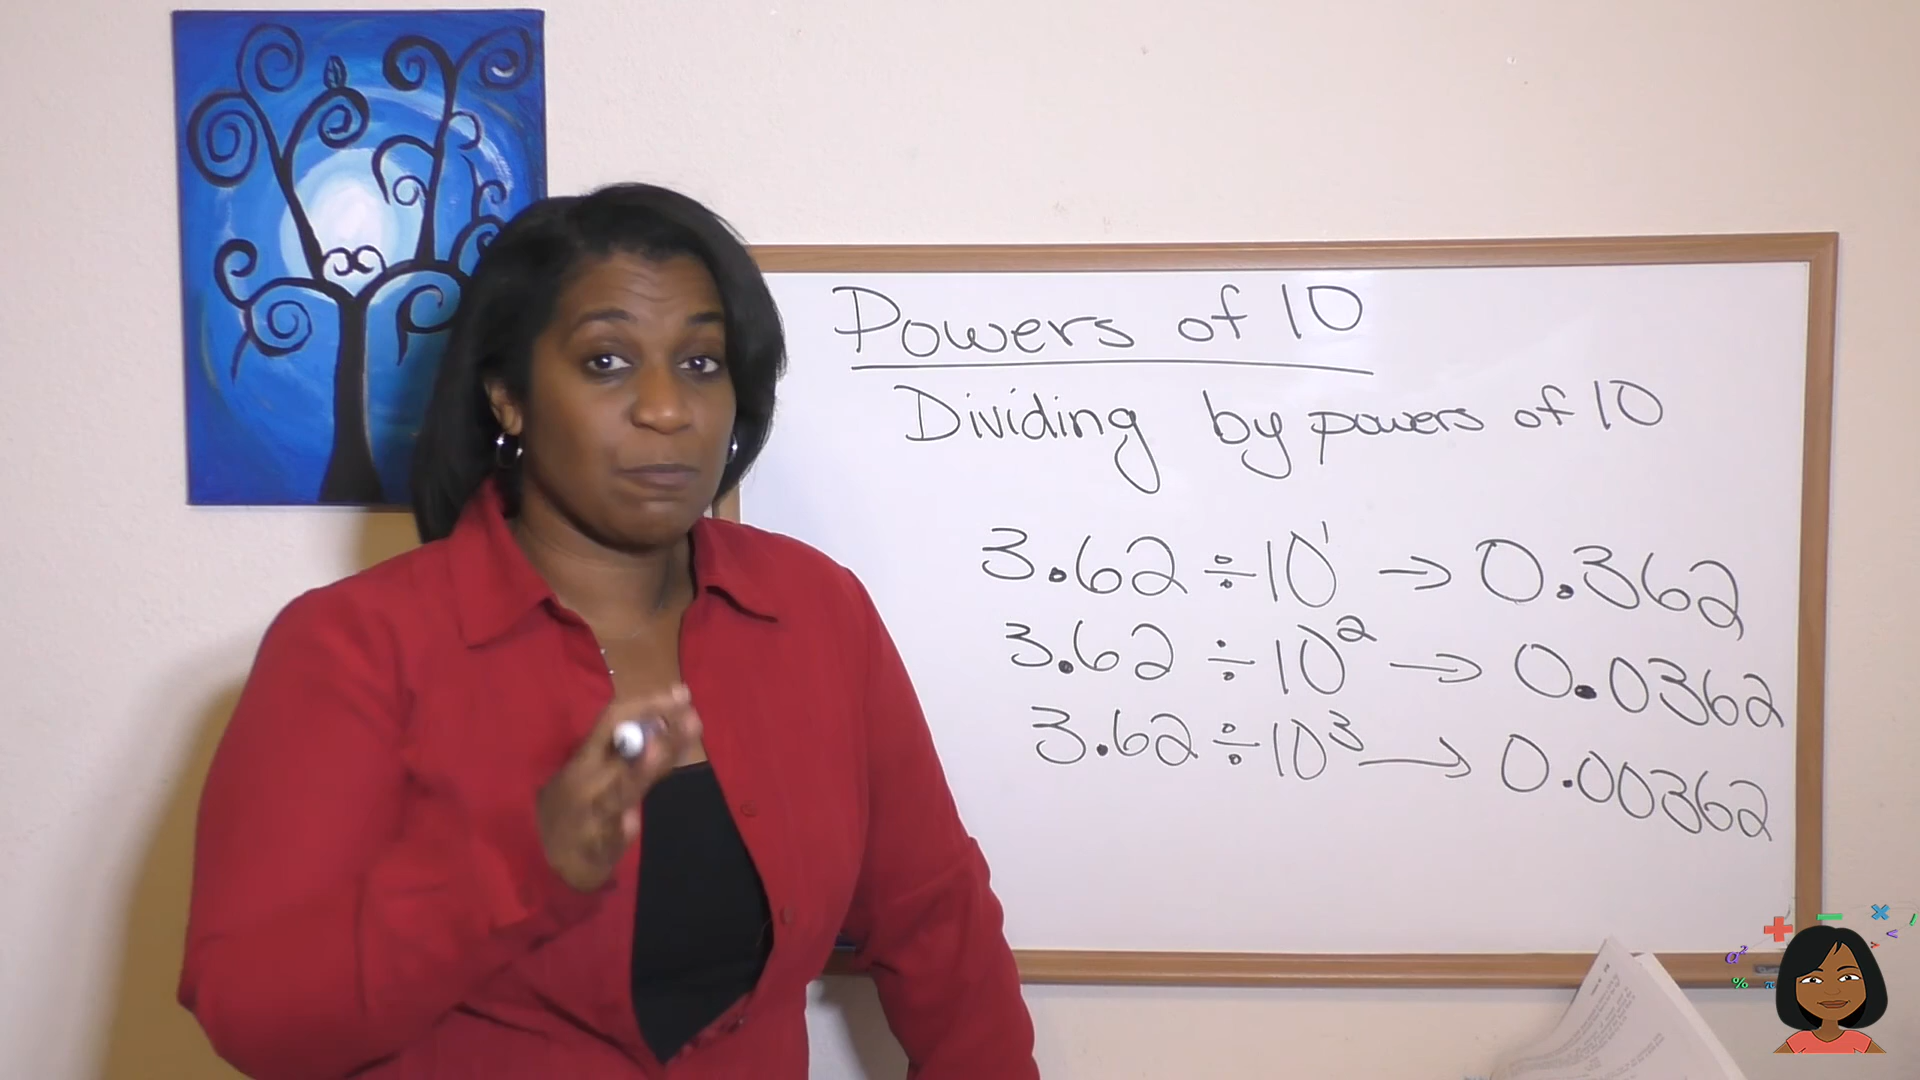 Powers of 10
Dividing by powers of 10
3.62 ÷ 10¹ → 0.362
3.62 ÷ 10² → 0.0362
3.62 ÷ 10³ → 0.00362